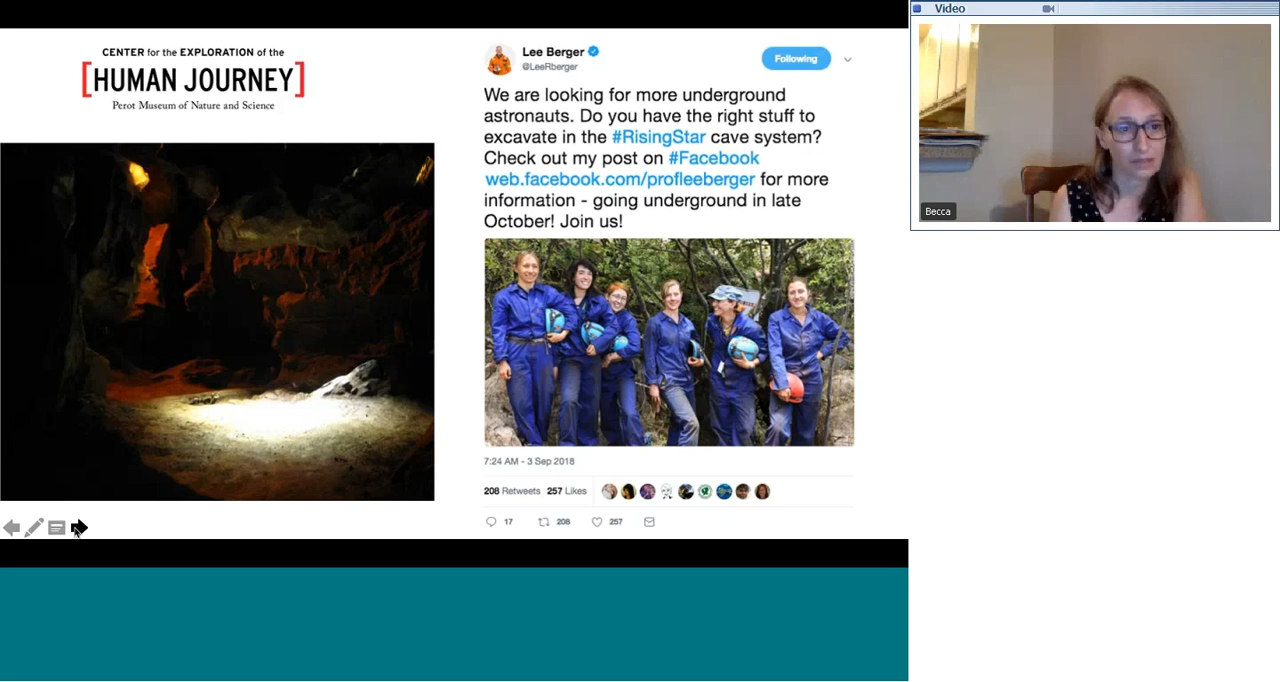 CENTER for the EXPLORATION of the
[HUMAN JOURNEY]
Perot Museum of Nature and Science
Lee Berger
@LeeRberger
Following
We are looking for more underground
astronauts. Do you have the right stuff to
excavate in the #RisingStar cave system?
Check out my post on #Facebook
web.facebook.com/profleeberger for more
information - going underground in late
October! Join us!
7:24 AM - 3 Sep 2018
208 Retweets 257 Likes
17 208 257
Video
Becca